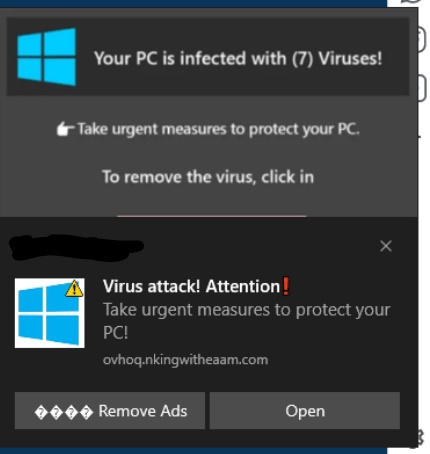 Your PC is infected with (7) Viruses!
Take urgent measures to protect your PC.
To remove the virus, click in
Virus attack! Attention❗
Take urgent measures to protect your
PC!
ovhoq.nkingwitheaam.com
���� Remove Ads
Open